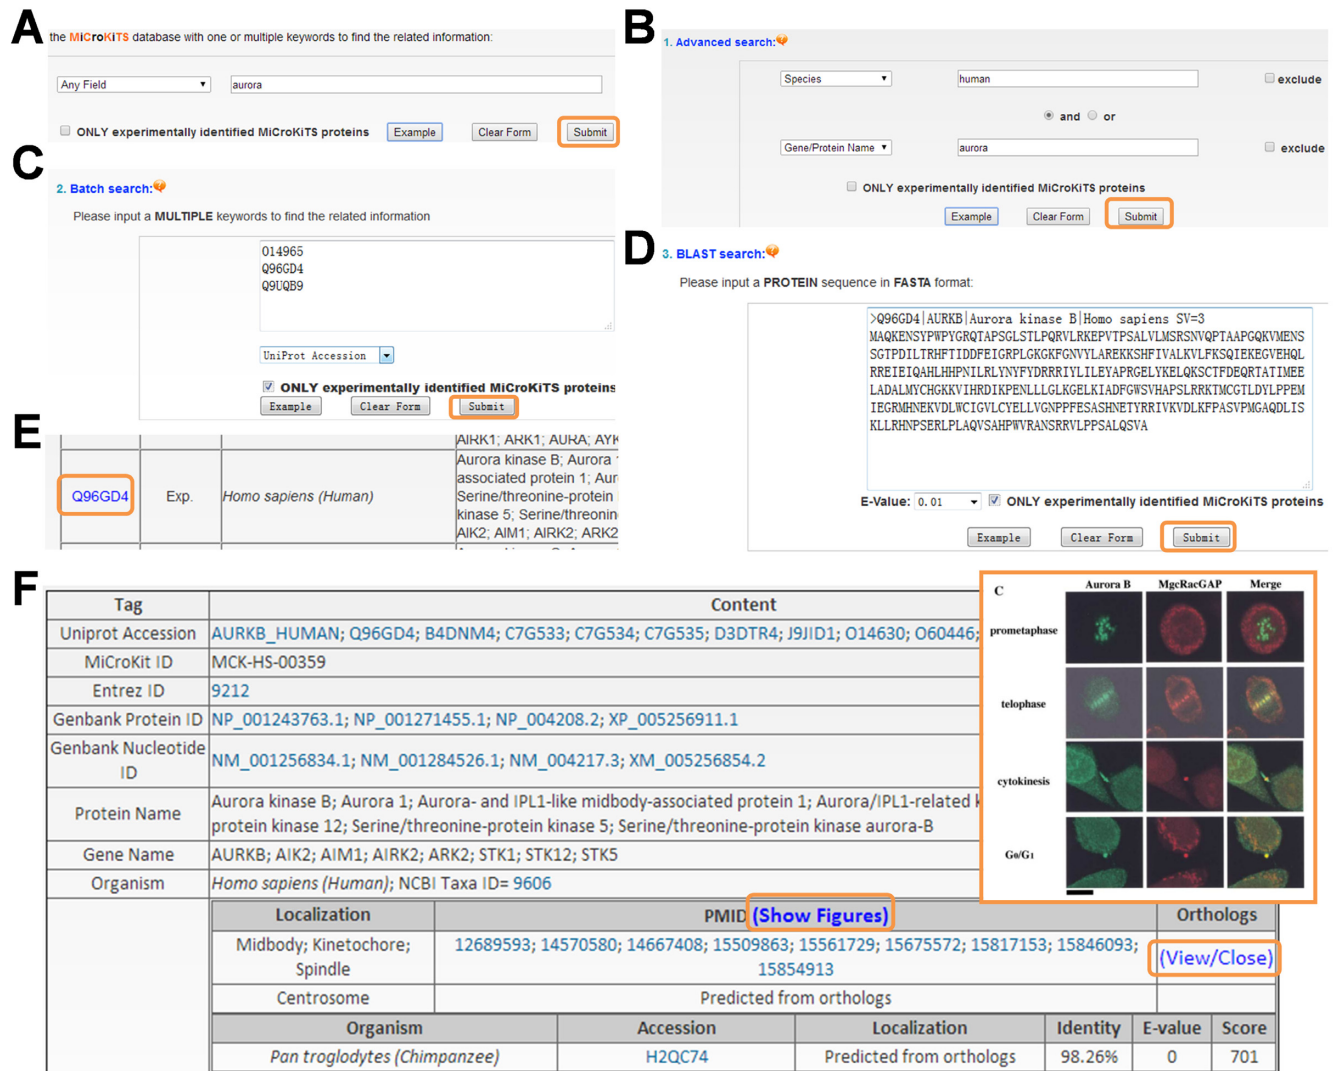 A
the MiCroKiTS database with one or multiple keywords to find the related information:
Any Field
aurora
ONLY experimentally identified MiCroKiTS proteins
Example
Clear Form
Submit
B
1. Advanced search:
Species
human
exclude
and
or
Gene/Protein Name
aurora
exclude
ONLY experimentally identified MiCroKiTS proteins
Example
Clear Form
Submit
C
2. Batch search:
Please input a MULTIPLE keywords to find the related information
O14965
Q96GD4
Q9UQB9
UniProt Accession
ONLY experimentally identified MiCroKiTS proteins
Example
Clear Form
Submit
D
3. BLAST search:
Please input a PROTEIN sequence in FASTA format:
>Q96GD4|AURKB|Aurora kinase B|Homo sapiens SV=3
MAQKENSYPWPYGRQTAPSGLSTLPQRVLRKEPVTPSALVLMSRSNVQPTAAPGQKVMENS
SGTPDILTRHFTIDDFEIGRPLGKGKFGNVYLAREKKSHFIVALKVLFKSQIEKEGVEHQL
RREIEIQAHLHHPNILRLYNYFYDRRRIYLILEYAPRGELYKELQKSCTFDEQRTATIMEE
LADALMYCHGKKVIHRDIKPENLLLGLKGELKIADFGWSVHAPSLRRKTMCGTLDYLPPEM
IEGRMHNEKVDLWCIGVLCYELLVGNPPFESASHNETYRRIVKVDLKFPASVPMGAQDLIS
KLLRHNPSERLPLAQVSAHPWVRANSRRVLPPSALQSVA
E-Value:
0.01
ONLY experimentally identified MiCroKiTS proteins
Example
Clear Form
Submit
E
AIRK1; ARK1; AURA; AYK
Q96GD4
Exp.
Homo sapiens (Human)
Aurora kinase B; Aurora
associated protein 1; Aur
Serine/threonine-protein
kinase 5; Serine/threonin
AIK2; AIM1; AIRK2; ARK2
F
Tag
Content
Uniprot Accession
AURKB_HUMAN; Q96GD4; B4DNM4; C7G533; C7G534; C7G535; D3DTR4; J9JID1; O14630; O60446;
MiCroKit ID
MCK-HS-00359
Entrez ID
9212
Genbank Protein ID
NP_001243763.1; NP_001271455.1; NP_004208.2; XP_005256911.1
Genbank Nucleotide
ID
NM_001256834.1; NM_001284526.1; NM_004217.3; XM_005256854.2
Protein Name
Aurora kinase B; Aurora 1; Aurora- and IPL1-like midbody-associated protein 1; Aurora/IPL1-related k
protein kinase 12; Serine/threonine-protein kinase 5; Serine/threonine-protein kinase aurora-B
Gene Name
AURKB; AIK2; AIM1; AIRK2; ARK2; STK1; STK12; STK5
Organism
Homo sapiens (Human); NCBI Taxa ID= 9606
C
Aurora B
MgcRacGAP
Merge
prometaphase
telophase
cytokinesis
G0/G1
Localization
PMID (Show Figures)
Orthologs
Midbody; Kinetochore;
Spindle
12689593; 14570580; 14667408; 15509863; 15561729; 15675572; 15817153; 15846093;
15854913
(View/Close)
Centrosome
Predicted from orthologs
Organism
Accession
Localization
Identity
E-value
Score
Pan troglodytes (Chimpanzee)
H2QC74
Predicted from orthologs
98.26%
0
701